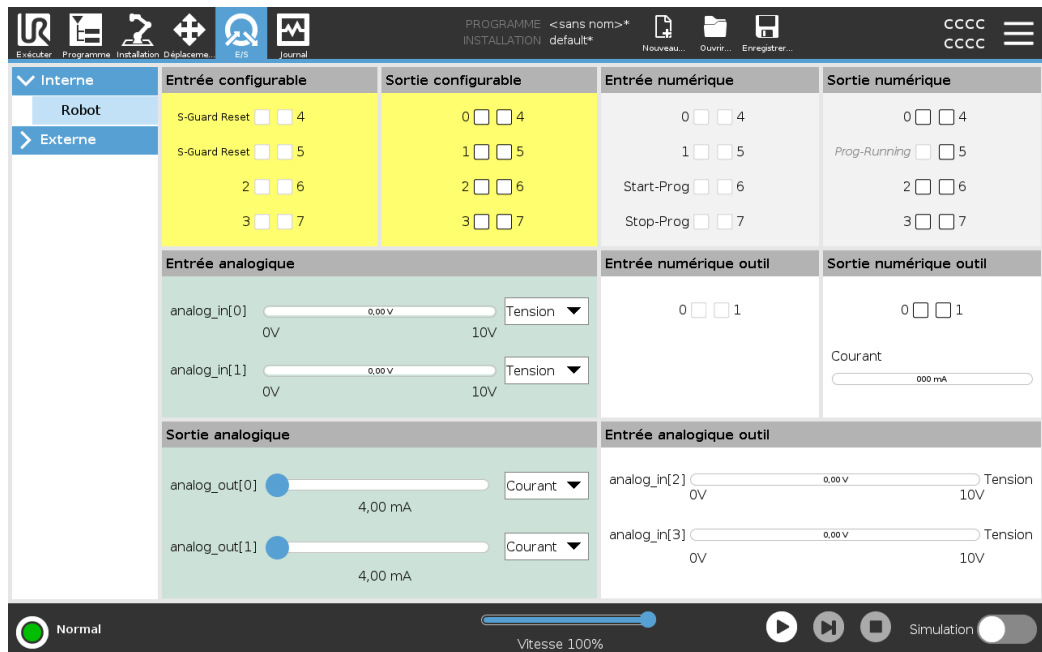 UR
PROGRAMME <sans nom>*
INSTALLATION default*
Exécuter Programme Installation Déplaceme... E/S Journal
Nouveau... Ouvrir... Enregistrer...
CCCC
CCCC
Interne
Robot
Externe
Entrée configurable
S-Guard Reset 4
S-Guard Reset 5
2 6
3 7
Sortie configurable
0 4
1 5
2 6
3 7
Entrée numérique
0 4
1 5
Start-Prog 6
Stop-Prog 7
Sortie numérique
0 4
Prog-Running 5
2 6
3 7
Entrée analogique
analog_in[0] 0,00 V Tension
0V 10V
analog_in[1] 0,00 V Tension
0V 10V
Entrée numérique outil
0 1
Sortie numérique outil
0 1
Courant
000 mA
Sortie analogique
analog_out[0] Courant
4,00 mA
analog_out[1] Courant
4,00 mA
Entrée analogique outil
analog_in[2] 0,00 V Tension
0V 10V
analog_in[3] 0,00 V Tension
0V 10V
Normal
Vitesse 100%
Simulation